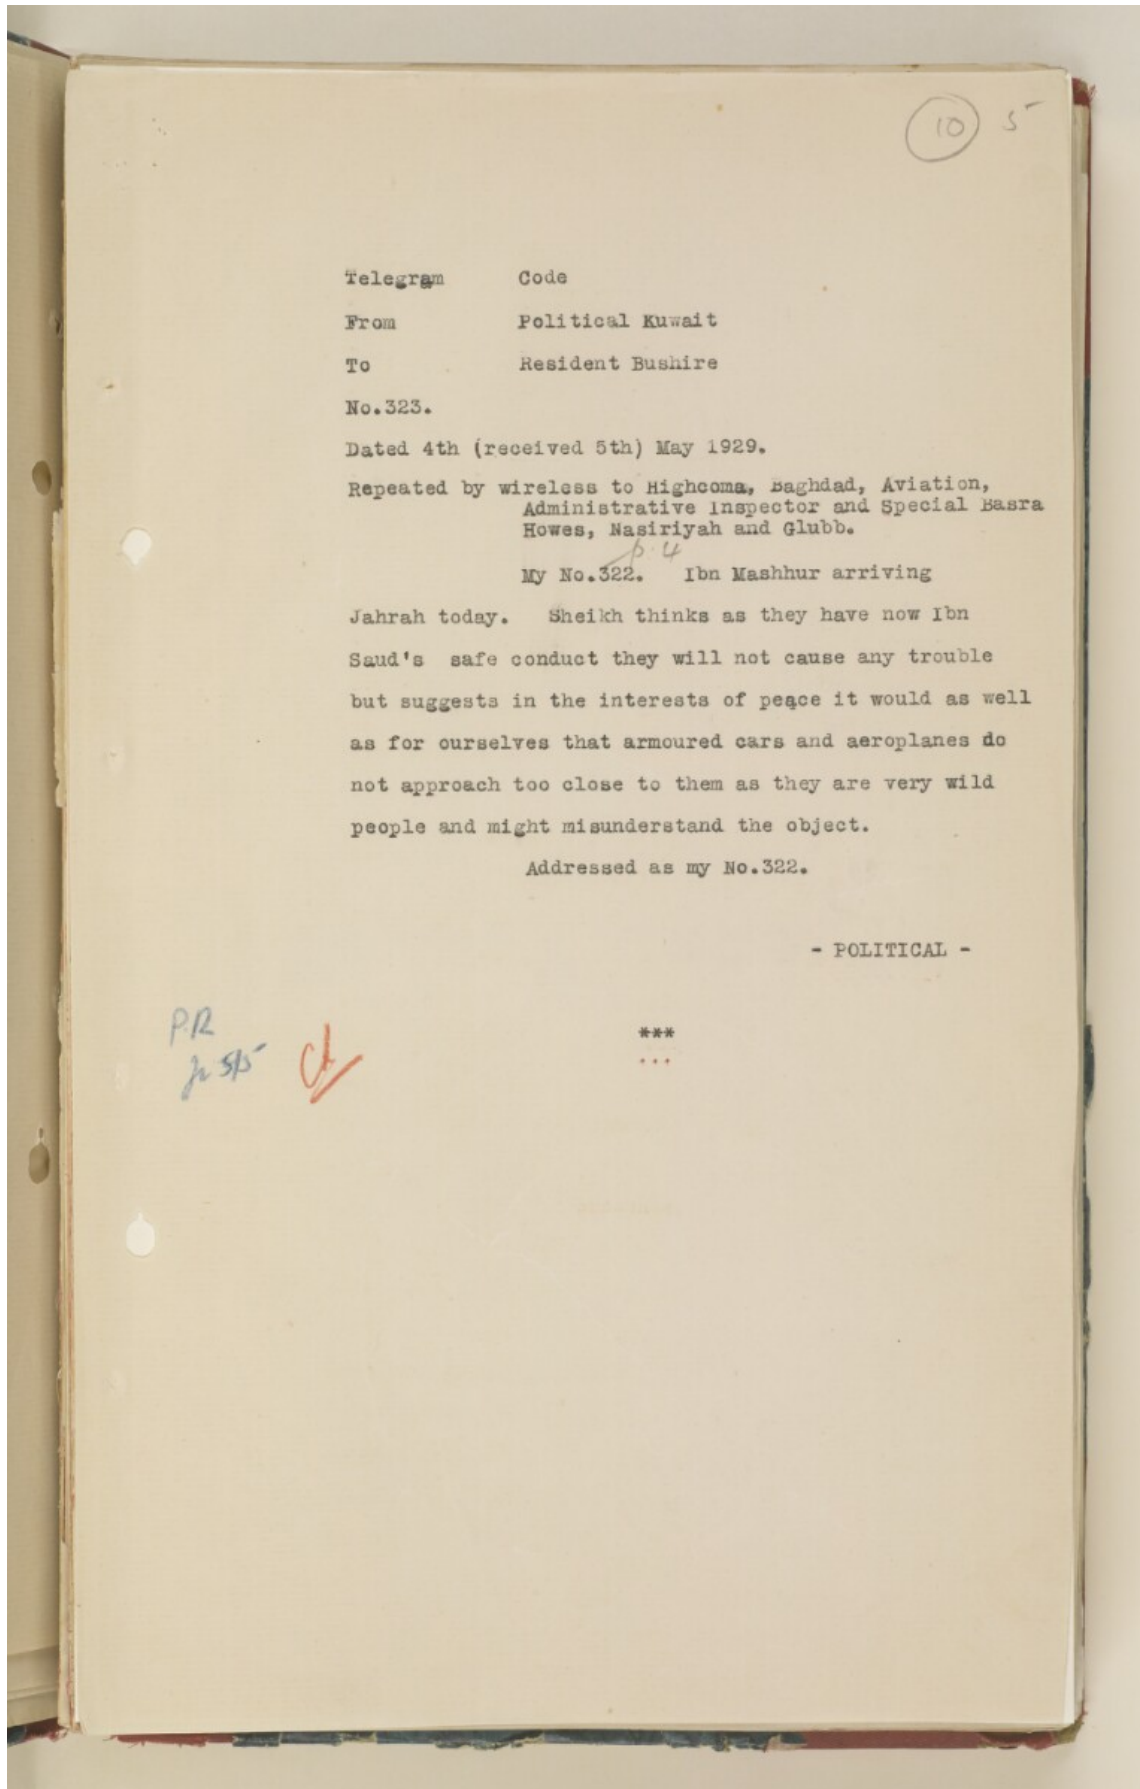 10 5
Telegram Code
From Political Kuwait
To Resident Bushire
No.323.
Dated 4th (received 5th) May 1929.
Repeated by wireless to Highcoma, Baghdad, Aviation,
Administrative Inspector and Special Basra
Howes, Nasiriyah and Glubb.
p.4
My No.322. Ibn Mashhur arriving
Jahrah today. Sheikh thinks as they have now Ibn
Saud's safe conduct they will not cause any trouble
but suggests in the interests of peace it would as well
as for ourselves that armoured cars and aeroplanes do
not approach too close to them as they are very wild
people and might misunderstand the object.
Addressed as my No.322.
- POLITICAL -
P.R
5/5
***
...